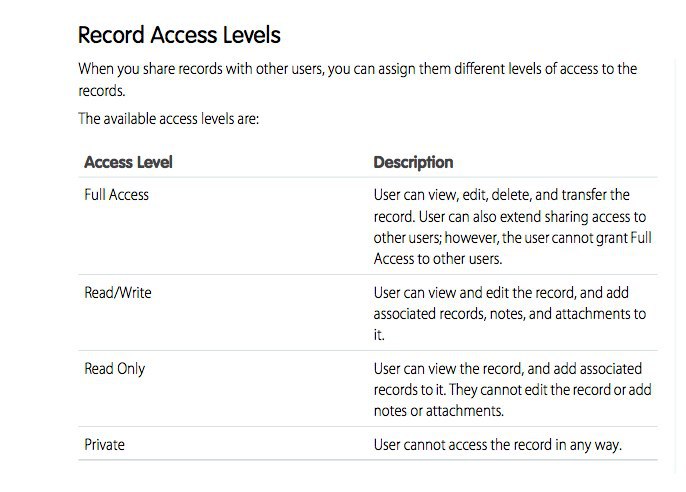 Record Access Levels
When you share records with other users, you can assign them different levels of access to the
records.
The available access levels are:
Access Level Description
Full Access User can view, edit, delete, and transfer the
record. User can also extend sharing access to
other users; however, the user cannot grant Full
Access to other users.
Read/Write User can view and edit the record, and add
associated records, notes, and attachments to
it.
Read Only User can view the record, and add associated
records to it. They cannot edit the record or add
notes or attachments.
Private User cannot access the record in any way.